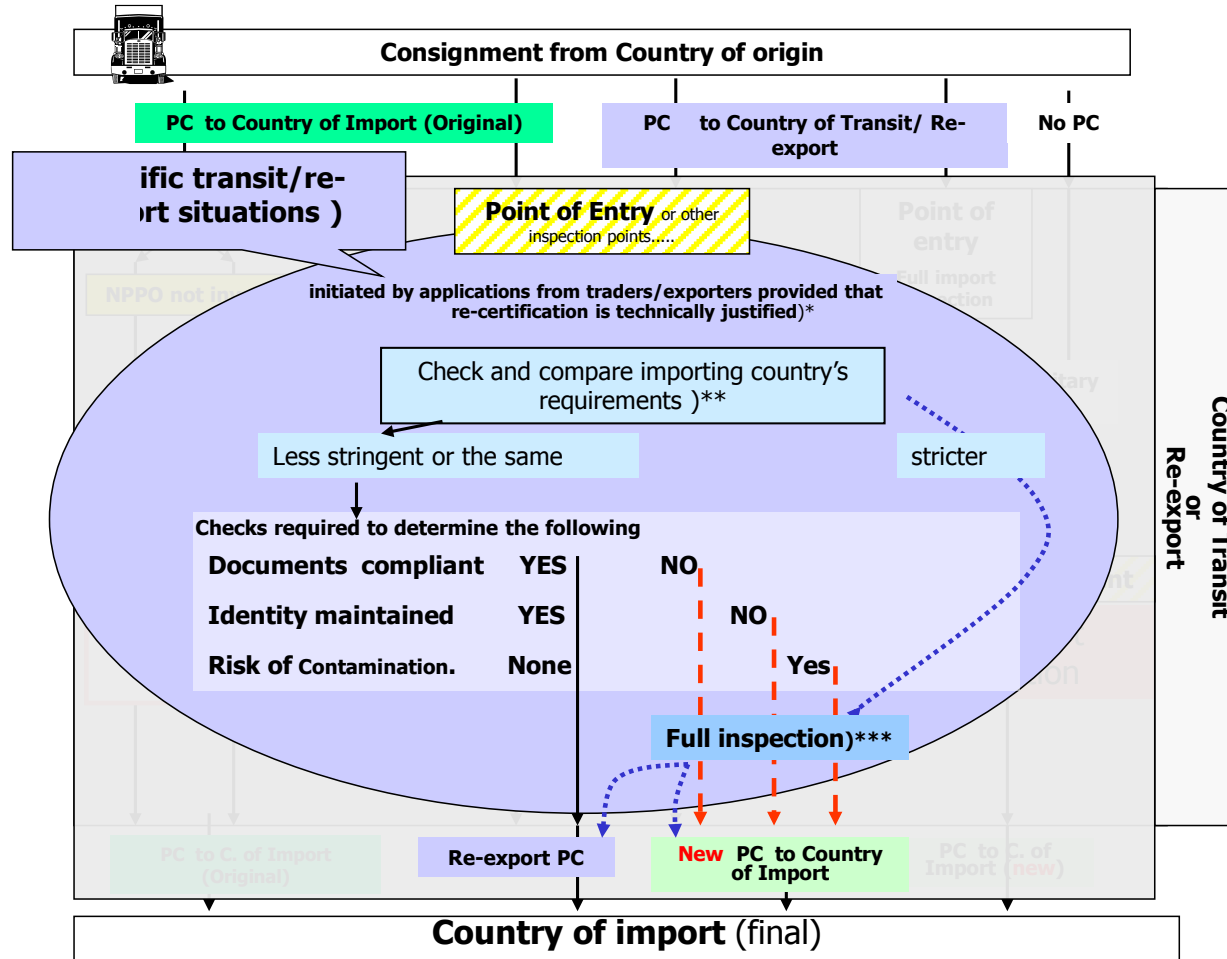 Consignment from Country of origin
PC to Country of Import (Original)
PC to Country of Transit/ Re-
export
No PC
ific transit/re-
rt situations )
Point of Entry or other
inspection points.....
Point of
entry
Full import
NPPO not in
initiated by applications from traders/exporters provided that
re-certification is technically justified)*
Check and compare importing country's
requirements )**
Less stringent or the same
stricter
Checks required to determine the following
Documents compliant YES NO
Identity maintained YES NO
Risk of Contamination. None Yes
Full inspection)***
Country of Transit
or
Re-export
PC to C. of Import
(Original)
Re-export PC
New PC to Country
of Import
PC to C. of
Import (new)
Country of import (final)